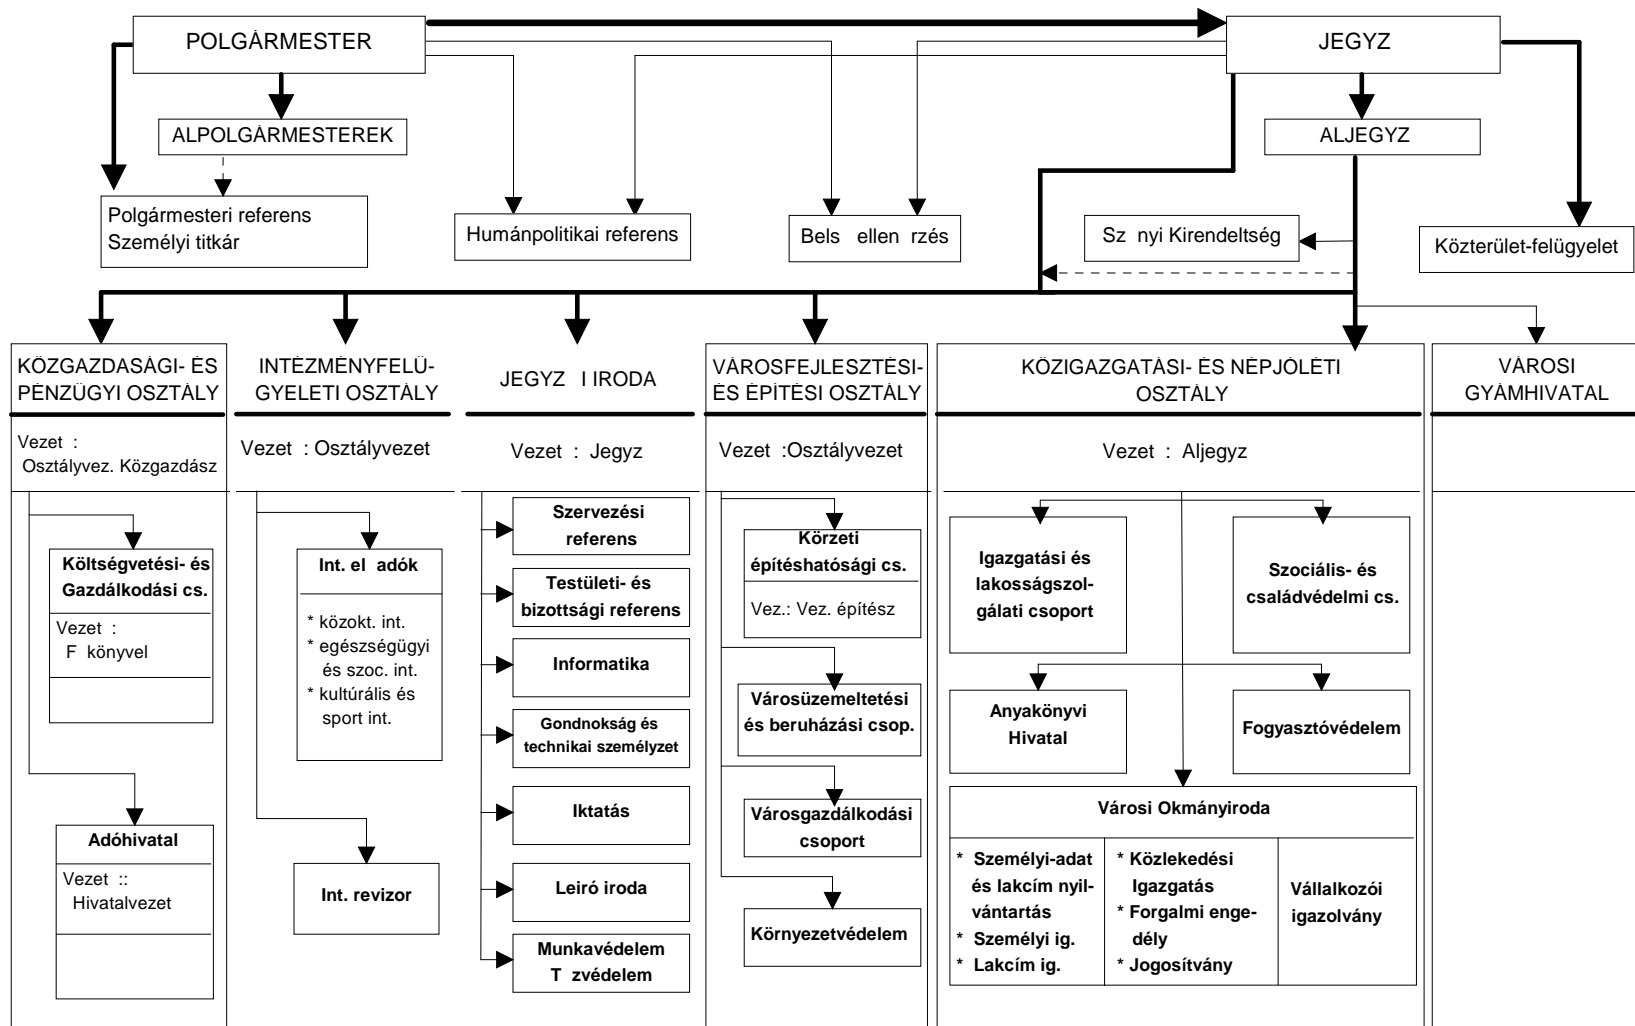 POLGÁRMESTER
JEGYZ
ALPOLGÁRMESTEREK
ALJEGYZ
Polgármesteri referens
Személyi titkár
Humánpolitikai referens
Bels ellen rzés
Sz nyi Kirendeltség
Közterület-felügyelet
KÖZGAZDASÁGI- ÉS
PÉNZÜGYI OSZTÁLY
Vezet :
Osztályvez. Közgazdász
Költségvetési- és
Gazdálkodási cs.
Vezet :
F könyvel
Adóhivatal
Vezet ::
Hivatalvezet
INTÉZMÉNYFELÜ-
GYELETI OSZTÁLY
Vezet : Osztályvezet
Int. el adók
* közokt. int.
* egészségügyi
és szoc. int.
* kultúrális és
sport int.
Int. revizor
JEGYZ I IRODA
Vezet : Jegyz
Szervezési
referens
Testületi- és
bizottsági referens
Informatika
Gondnokság és
technikai személyzet
Iktatás
Leiró iroda
Munkavédelem
T zvédelem
VÁROSFEJLESZTÉSI-
ÉS ÉPÍTÉSI OSZTÁLY
Vezet :Osztályvezet
Körzeti
építéshatósági cs.
Vez.: Vez. építész
Városüzemeltetési
és beruházási csop.
Városgazdálkodási
csoport
Környezetvédelem
KÖZIGAZGATÁSI- ÉS NÉPJÓLÉTI
OSZTÁLY
Vezet : Aljegyz
Igazgatási és
lakosságszol-
gálati csoport
Szociális- és
családvédelmi cs.
Anyakönyvi
Hivatal
Fogyasztóvédelem
Városi Okmányiroda
* Személyi-adat
és lakcím nyil-
vántartás
* Személyi ig.
* Lakcím ig.
* Közlekedési
Igazgatás
* Forgalmi enge-
dély
* Jogosítvány
Vállalkozói
igazolvány
VÁROSI
GYÁMHIVATAL